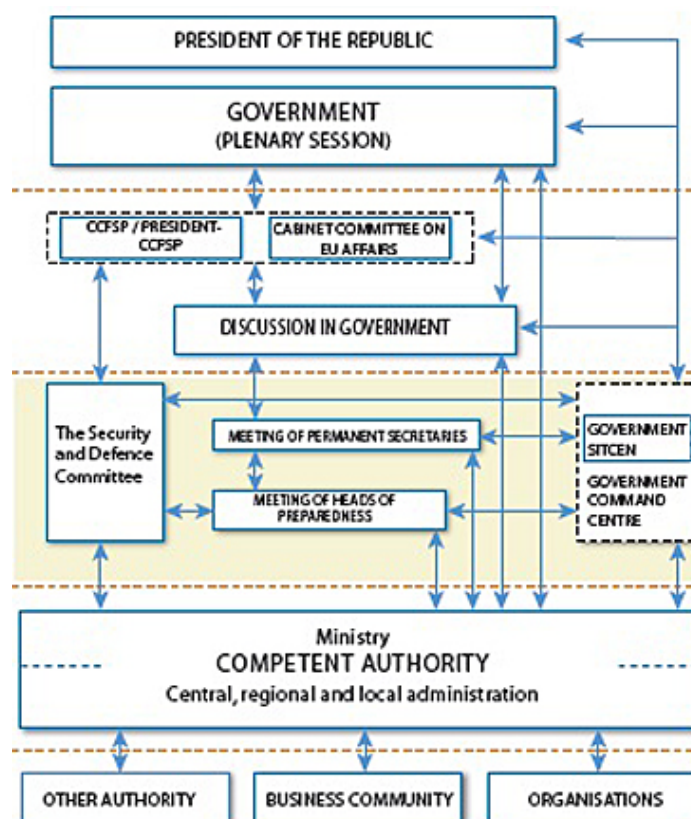 PRESIDENT OF THE REPUBLIC
GOVERNMENT
(PLENARY SESSION)
CCFSP / PRESIDENT-
CCFSP
CABINET COMMITTEE ON
EU AFFAIRS
DISCUSSION IN GOVERNMENT
The Security
and Defence
Committee
MEETING OF PERMANENT SECRETARIES
MEETING OF HEADS OF
PREPAREDNESS
GOVERNMENT
SITCEN
GOVERNMENT
COMMAND
CENTRE
Ministry
COMPETENT AUTHORITY
Central, regional and local administration
OTHER AUTHORITY
BUSINESS COMMUNITY
ORGANISATIONS